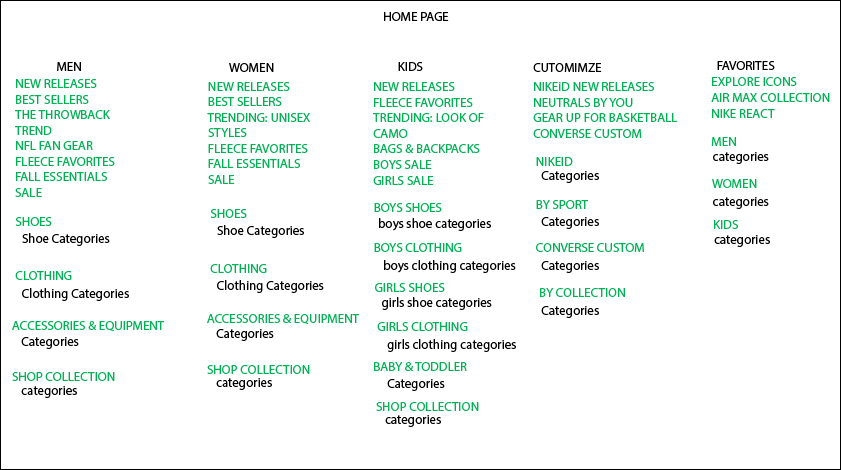 HOME PAGE
MEN
NEW RELEASES
BEST SELLERS
THE THROWBACK
TREND
NFL FAN GEAR
FLEECE FAVORITES
FALL ESSENTIALS
SALE
SHOES
Shoe Categories
CLOTHING
Clothing Categories
ACCESSORIES & EQUIPMENT
Categories
SHOP COLLECTION
categories
WOMEN
NEW RELEASES
BEST SELLERS
TRENDING: UNISEX
STYLES
FLEECE FAVORITES
FALL ESSENTIALS
SALE
SHOES
Shoe Categories
CLOTHING
Clothing Categories
ACCESSORIES & EQUIPMENT
Categories
SHOP COLLECTION
categories
KIDS
NEW RELEASES
FLEECE FAVORITES
TRENDING: LOOK OF
CAMO
BAGS & BACKPACKS
BOYS SALE
GIRLS SALE
BOYS SHOES
boys shoe categories
BOYS CLOTHING
boys clothing categories
GIRLS SHOES
girls shoe categories
GIRLS CLOTHING
girls clothing categories
BABY & TODDLER
Categories
SHOP COLLECTION
categories
CUTOMIMZE
NIKEiD NEW RELEASES
NEUTRALS BY YOU
GEAR UP FOR BASKETBALL
CONVERSE CUSTOM
NIKEID
Categories
BY SPORT
Categories
CONVERSE CUSTOM
Categories
BY COLLECTION
Categories
FAVORITES
EXPLORE ICONS
AIR MAX COLLECTION
NIKE REACT
MEN
categories
WOMEN
categories
KIDS
categories